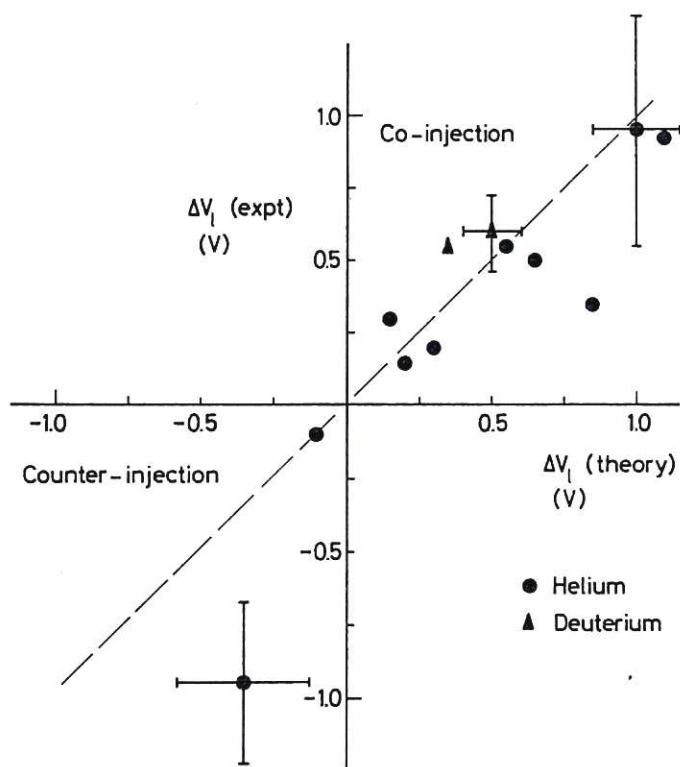 1.0
Co-injection
ΔV_l (expt)
(V)
0.5
-1.0
-0.5
0.5
1.0
Counter-injection
ΔV_l (theory)
(V)
-0.5
Helium
Deuterium
-1.0